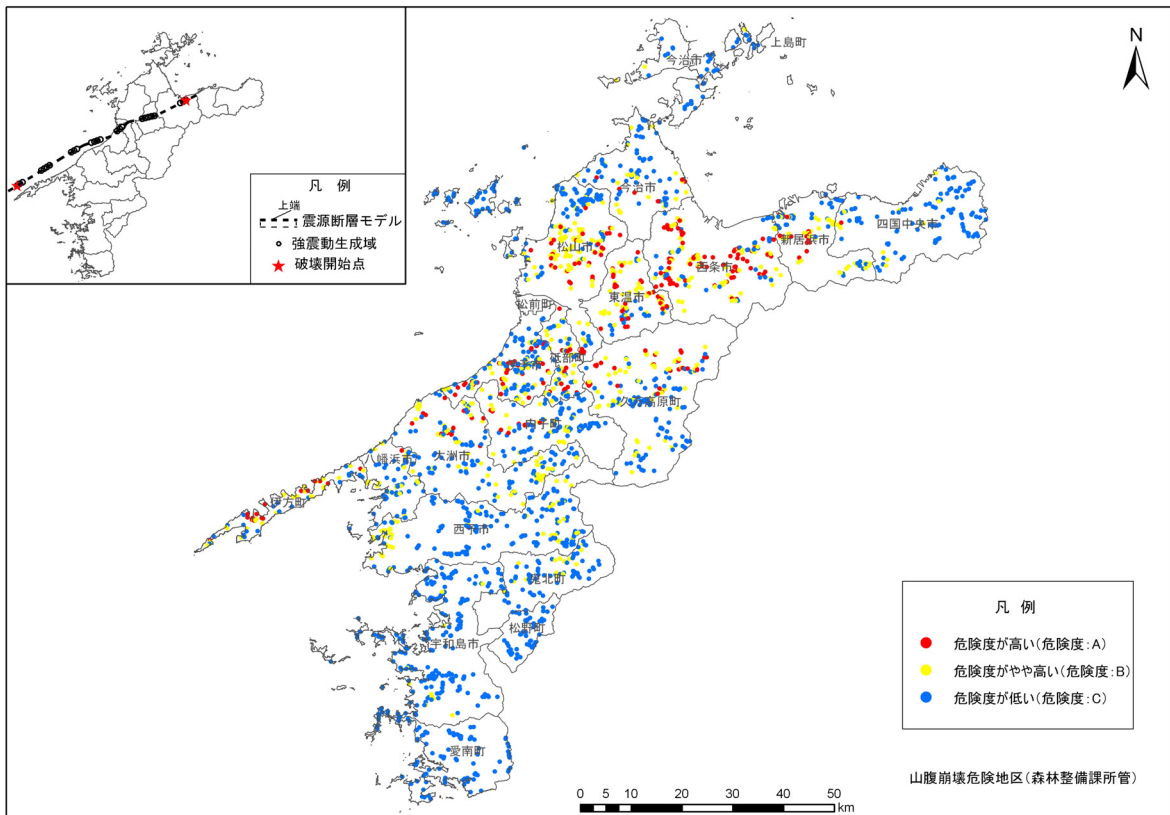 凡 例
上端
震源断層モデル
強震動生成域
破壊開始点
N
上島町
今治市
今治市
四国中央市
新居浜市
松山市
西条市
東温市
松前町
砥部町
伊予市
久万高原町
内子町
大洲市
八幡浜市
伊方町
西予市
鬼北町
松野町
宇和島市
愛南町
凡 例
危険度が高い(危険度:A)
危険度がやや高い(危険度:B)
危険度が低い(危険度:C)
山腹崩壊危険地区(森林整備課所管)
0 5 10 20 30 40 50
km